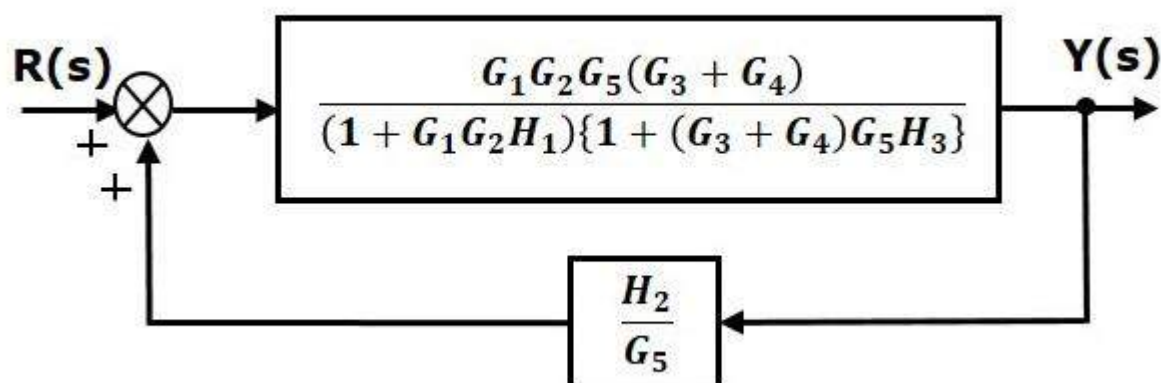 R(s)
+
+
G₁G₂G₅(G₃ + G₄)
(1 + G₁G₂H₁){1 + (G₃ + G₄)G₅H₃}
Y(s)
H₂
G₅